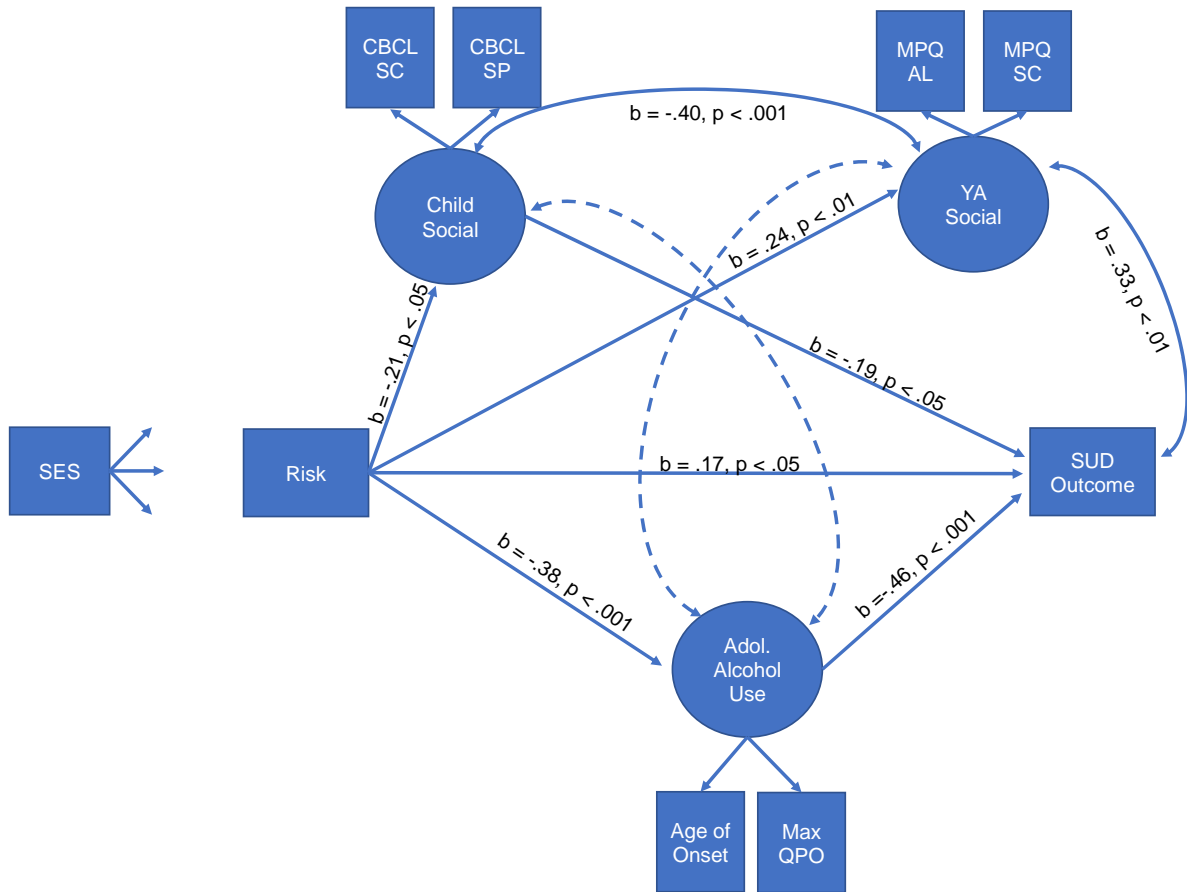 CBCL
SC
CBCL
SP
MPQ
AL
MPQ
SC
b = -.40, p < .001
Child
Social
YA
Social
b = .24, p < .01
b = .33, p < .01
b = -.21, p < .05
b = -.19, p < .05
SES
Risk
b = .17, p < .05
SUD
Outcome
b = -.38, p < .001
b =-.46, p < .001
Adol.
Alcohol
Use
Age of
Onset
Max
QPO